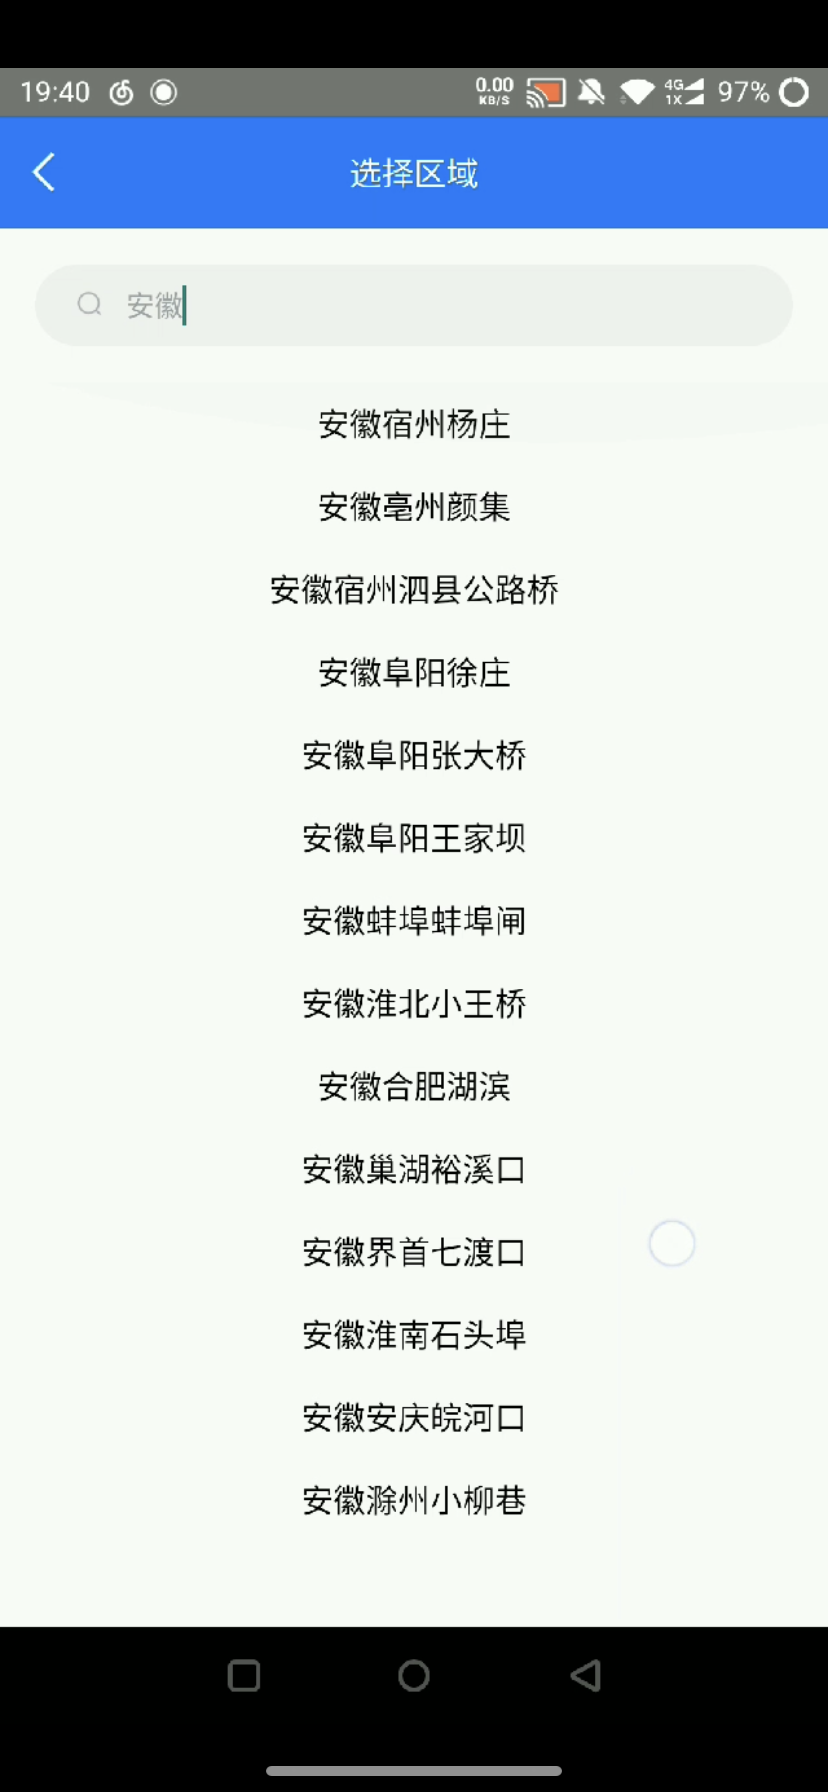 19:40 0.00 KB/S 4G 1X 97%
选择区域
安徽
安徽宿州杨庄
安徽亳州颜集
安徽宿州泗县公路桥
安徽阜阳徐庄
安徽阜阳张大桥
安徽阜阳王家坝
安徽蚌埠蚌埠闸
安徽淮北小王桥
安徽合肥湖滨
安徽巢湖裕溪口
安徽界首七渡口
安徽淮南石头埠
安徽安庆皖河口
安徽滁州小柳巷